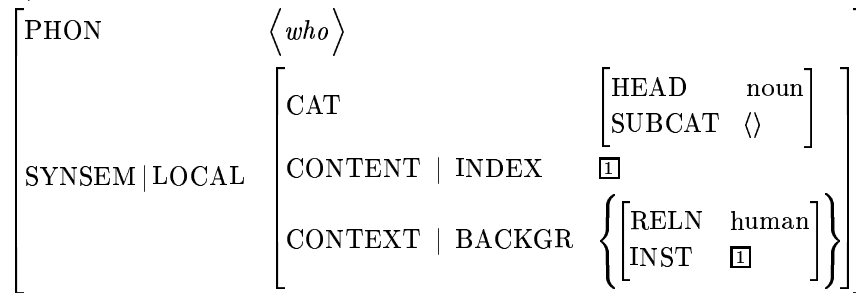 PHON ⟨who⟩
CAT [HEAD noun
SUBCAT ⟨⟩]
SYNSEM | LOCAL
CONTENT | INDEX 1
CONTEXT | BACKGR {[RELN human
INST 1]}